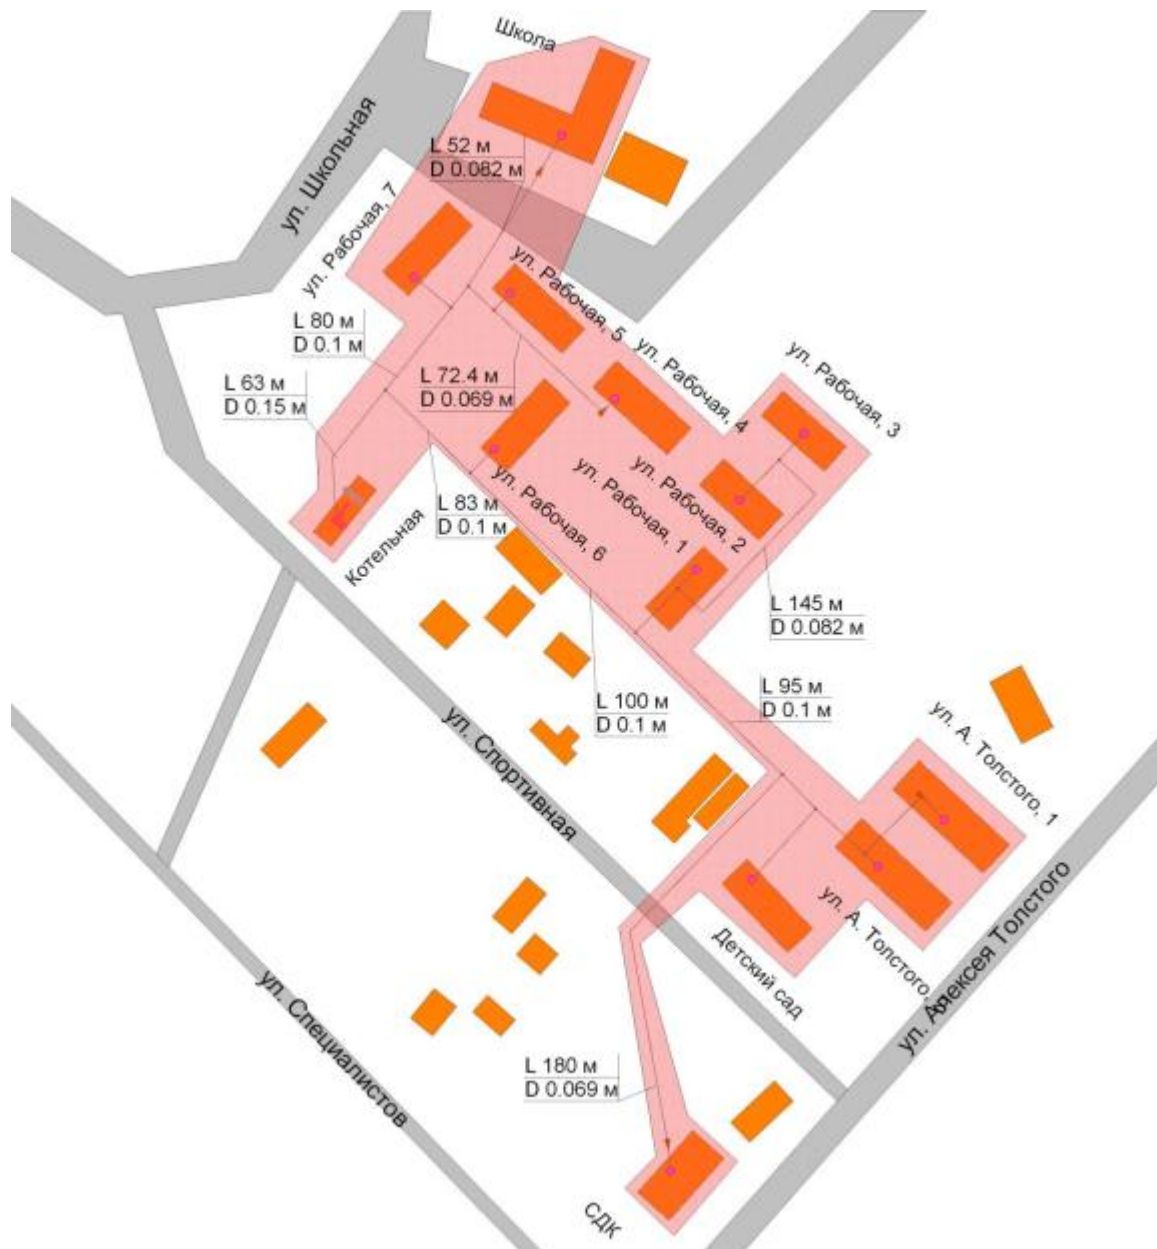 Школа
ул. Школьная
L 52 м
D 0.082 м
ул. Рабочая, 7
ул. Рабочая, 5
L 80 м
D 0.1 м
ул. Рабочая, 4
ул. Рабочая, 3
L 72.4 м
D 0.069 м
L 63 м
D 0.15 м
ул. Рабочая, 2
ул. Рабочая, 1
ул. Рабочая, 6
L 83 м
D 0.1 м
Котельная
L 145 м
D 0.082 м
L 95 м
D 0.1 м
L 100 м
D 0.1 м
ул. А. Толстого, 1
ул. Спортивная
ул. А. Толстого,
Детский сад
ул. Алексея Толстого
ул. Специалистов
L 180 м
D 0.069 м
СДК